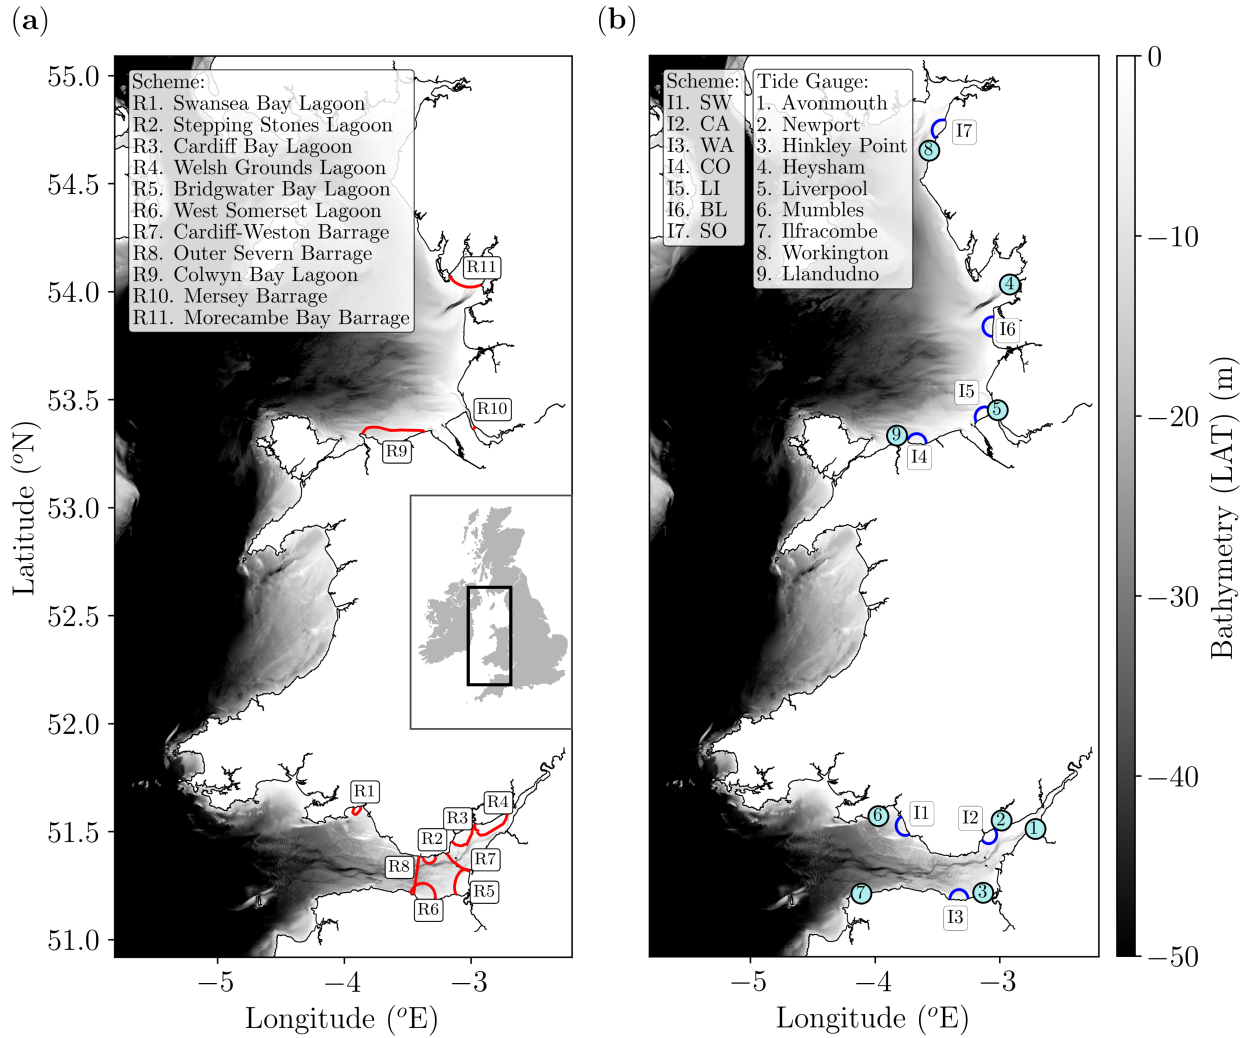 (a)
55.0
54.5
54.0
53.5
53.0
52.5
52.0
51.5
51.0
Latitude (°N)
Scheme:
R1. Swansea Bay Lagoon
R2. Stepping Stones Lagoon
R3. Cardiff Bay Lagoon
R4. Welsh Grounds Lagoon
R5. Bridgwater Bay Lagoon
R6. West Somerset Lagoon
R7. Cardiff-Weston Barrage
R8. Outer Severn Barrage
R9. Colwyn Bay Lagoon
R10. Mersey Barrage
R11. Morecambe Bay Barrage
R11
R10
R9
R1
R4
R3
R2
R8
R7
R5
R6
−5
−4
−3
Longitude (°E)
(b)
Scheme:
I1. SW
I2. CA
I3. WA
I4. CO
I5. LI
I6. BL
I7. SO
Tide Gauge:
1. Avonmouth
2. Newport
3. Hinkley Point
4. Heysham
5. Liverpool
6. Mumbles
7. Ilfracombe
8. Workington
9. Llandudno
I7
8
4
I6
I5
5
9
I4
6
I1
I2
2
1
7
3
I3
−5
−4
−3
Longitude (°E)
0
−10
−20
−30
−40
−50
Bathymetry (LAT) (m)